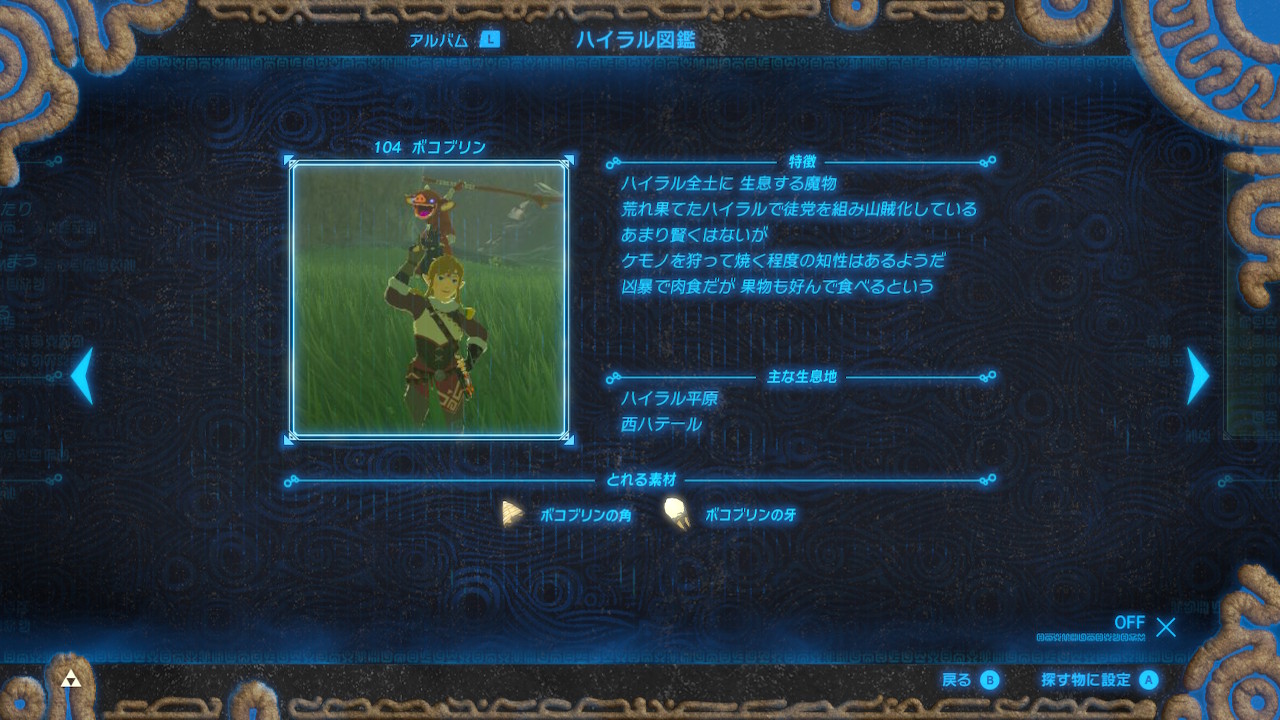 アルバム L ハイラル図鑑
104 ボコブリン
特徴
ハイラル全土に 生息する魔物
荒れ果てたハイラルで徒党を組み山賊化している
あまり賢くはないが
ケモノを狩って焼く程度の知性はあるようだ
凶暴で肉食だが 果物も好んで食べるという
主な生息地
ハイラル平原
西ハテール
とれる素材
ボコブリンの角 ボコブリンの牙
OFF
戻る B 探す物に設定 A